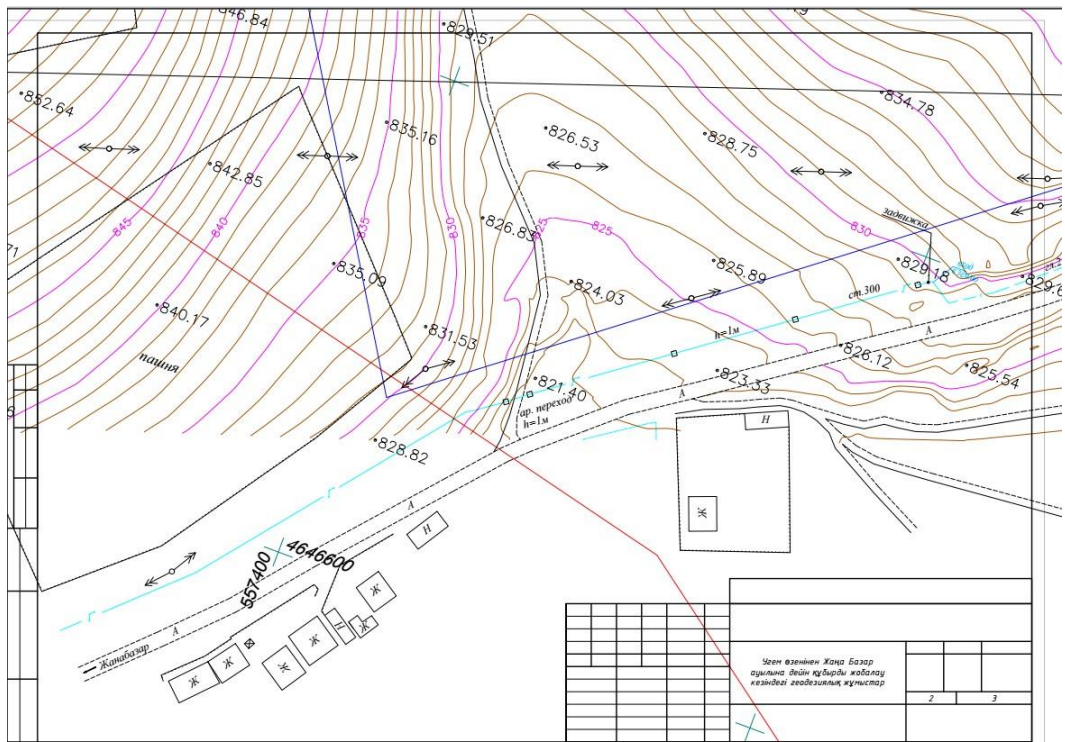 846.84
829.51
852.64
835.16
826.53
828.75
834.78
842.85
845
840
835
830
826.83
825
825
830
задвижка
71
835.09
824.03
825.89
829.18
840.17
ст.300
пашня
831.53
h=1м
А
826.12
825.54
821.40
823.33
А
ар. переход
h=1м
828.82
Н
Ж
А
Н
4646600
557400
Ж
А
Н
Ж
Ж
Жанабазар
Ж
Ж
Ж
Угем өзенінен Жаңа Базар
ауылына дейін құбырды жобалау
кезіндегі геодезиялық жұмыстар
2
3